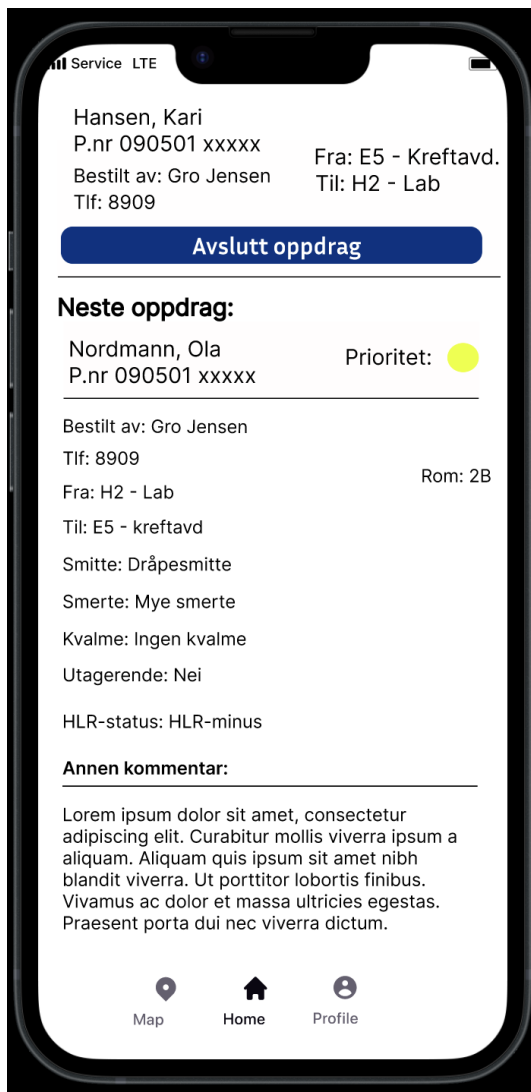 Service LTE
Hansen, Kari
P.nr 090501 xxxxx
Bestilt av: Gro Jensen
Tlf: 8909
Fra: E5 - Kreftavd.
Til: H2 - Lab
Avslutt oppdrag
Neste oppdrag:
Nordmann, Ola
P.nr 090501 xxxxx
Prioritet:
Bestilt av: Gro Jensen
Tlf: 8909
Rom: 2B
Fra: H2 - Lab
Til: E5 - kreftavd
Smitte: Dråpesmitte
Smerte: Mye smerte
Kvalme: Ingen kvalme
Utagerende: Nei
HLR-status: HLR-minus
Annen kommentar:
Lorem ipsum dolor sit amet, consectetur
adipiscing elit. Curabitur mollis viverra ipsum a
aliquam. Aliquam quis ipsum sit amet nibh
blandit viverra. Ut porttitor lobortis finibus.
Vivamus ac dolor et massa ultricies egestas.
Praesent porta dui nec viverra dictum.
Map
Home
Profile